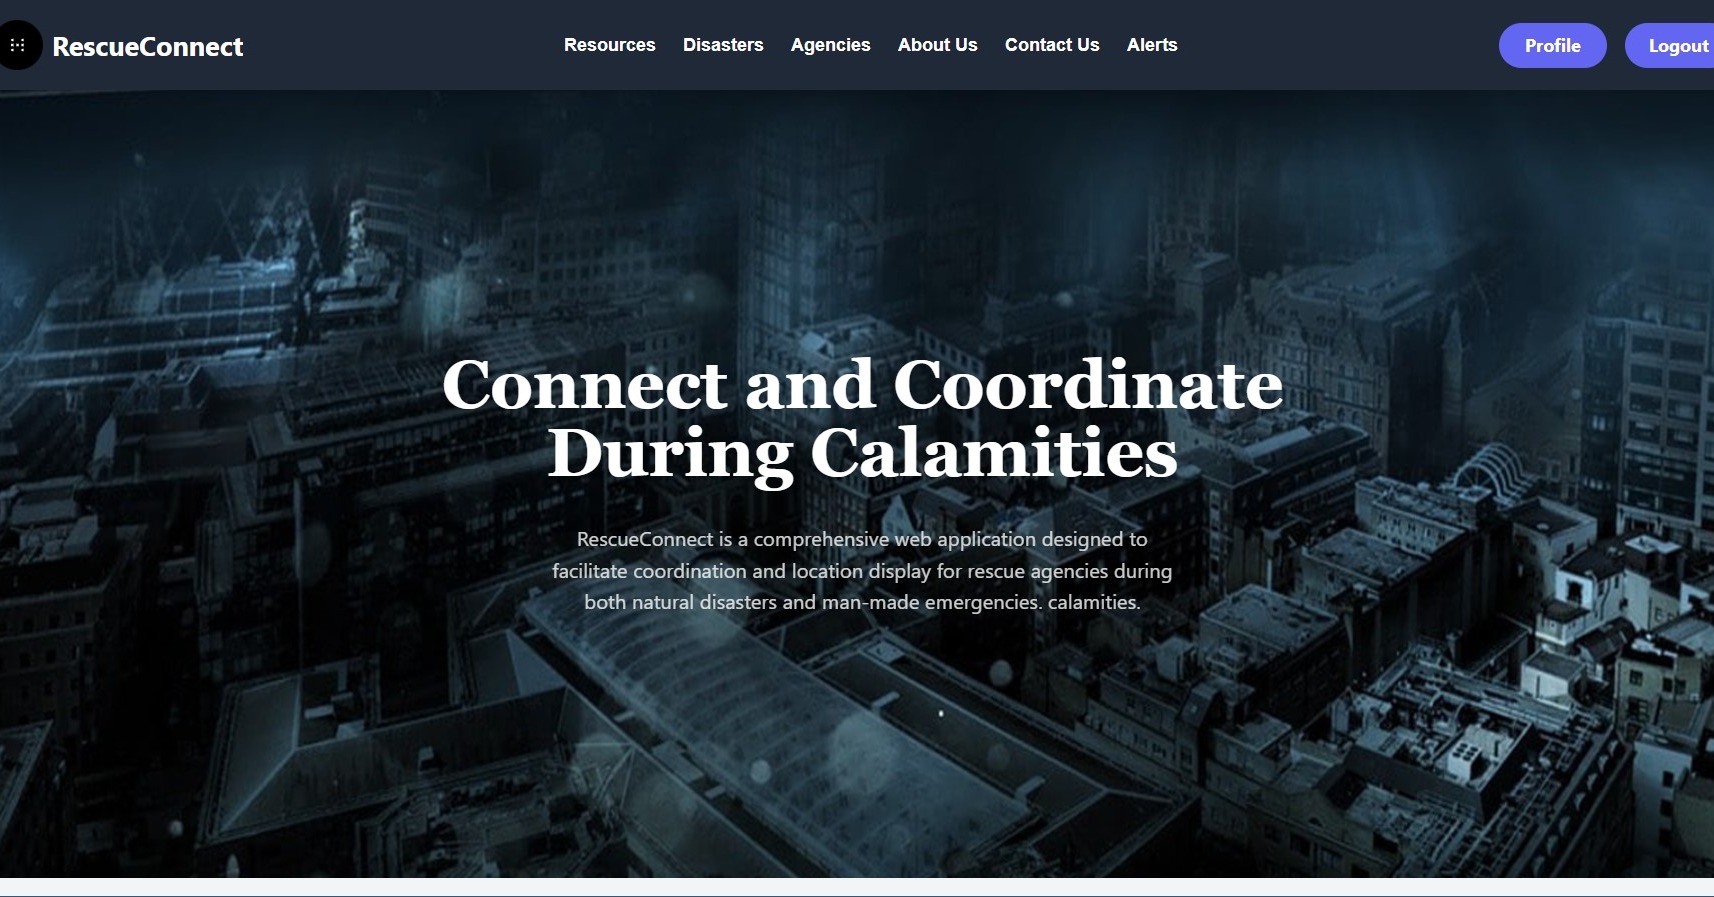 RescueConnect
Resources Disasters Agencies About Us Contact Us Alerts
Profile Logout
Connect and Coordinate
During Calamities
RescueConnect is a comprehensive web application designed to
facilitate coordination and location display for rescue agencies during
both natural disasters and man-made emergencies. calamities.